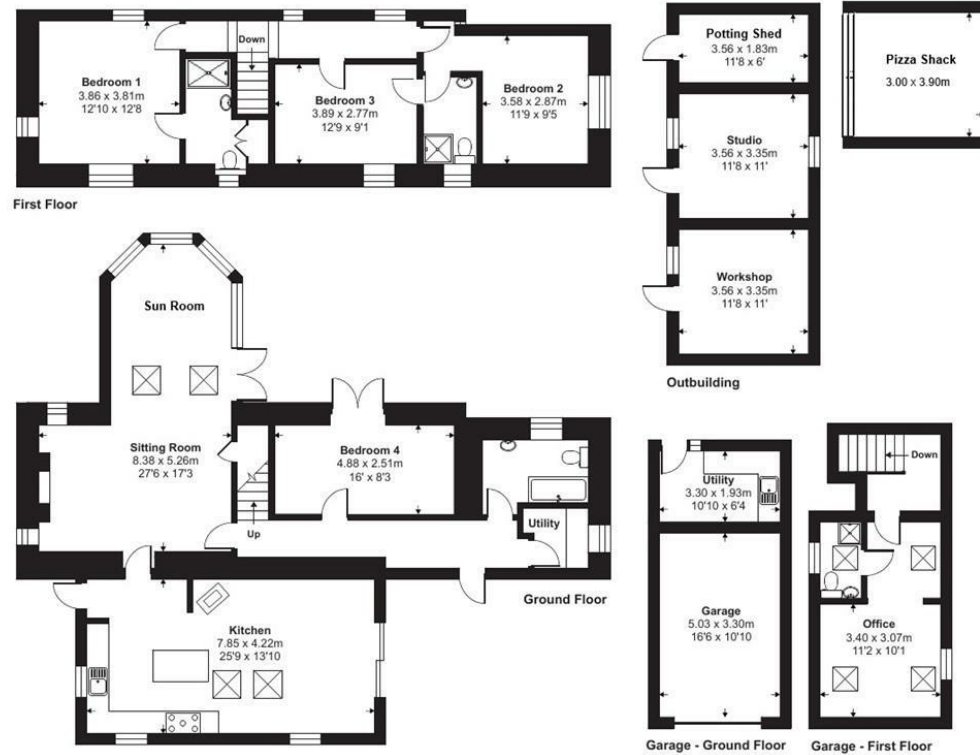 Down
Bedroom 1
3.86 x 3.81m
12'10 x 12'8
Bedroom 3
3.89 x 2.77m
12'9 x 9'1
Bedroom 2
3.58 x 2.87m
11'9 x 9'5
First Floor
Potting Shed
3.56 x 1.83m
11'8 x 6'
Studio
3.56 x 3.35m
11'8 x 11'
Workshop
3.56 x 3.35m
11'8 x 11'
Outbuilding
Pizza Shack
3.00 x 3.90m
Sun Room
Sitting Room
8.38 x 5.26m
27'6 x 17'3
Up
Bedroom 4
4.88 x 2.51m
16' x 8'3
Utility
Ground Floor
Kitchen
7.85 x 4.22m
25'9 x 13'10
Utility
3.30 x 1.93m
10'10 x 6'4
Garage
5.03 x 3.30m
16'6 x 10'10
Garage - Ground Floor
Down
Office
3.40 x 3.07m
11'2 x 10'1
Garage - First Floor